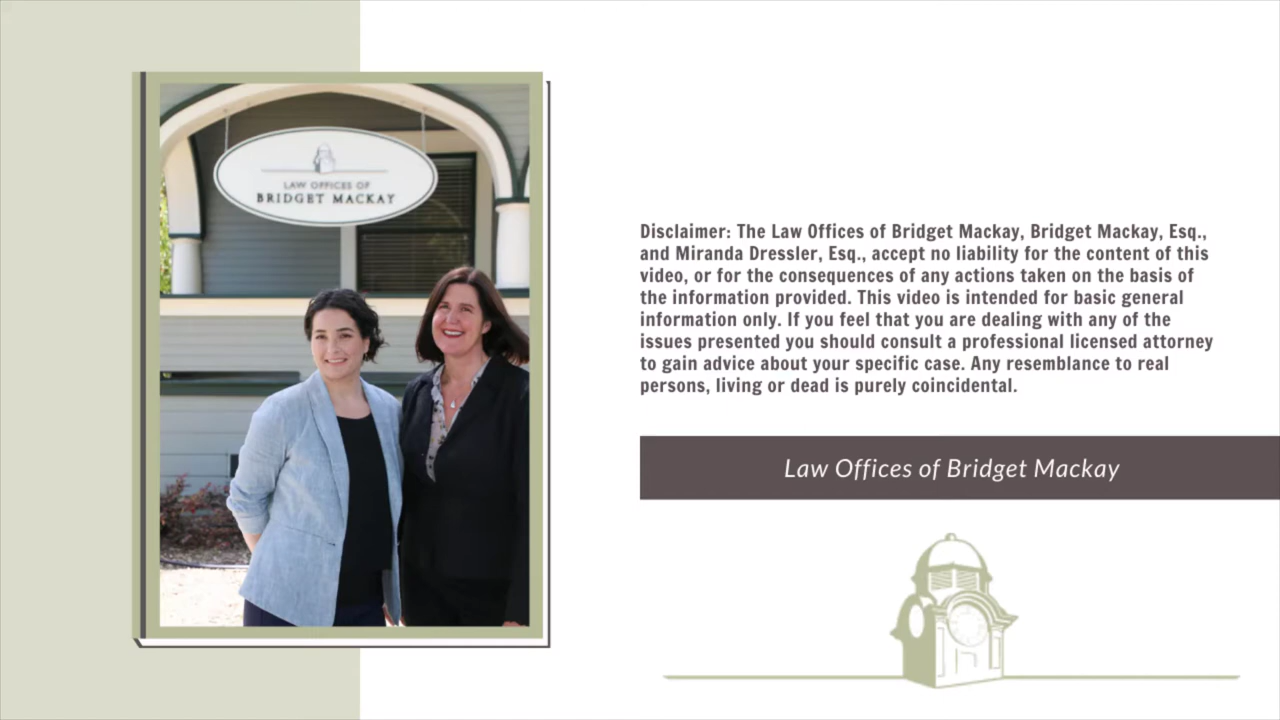 LAW OFFICES OF
BRIDGET MACKAY
Disclaimer: The Law Offices of Bridget Mackay, Bridget Mackay, Esq.,
and Miranda Dressler, Esq., accept no liability for the content of this
video, or for the consequences of any actions taken on the basis of
the information provided. This video is intended for basic general
information only. If you feel that you are dealing with any of the
issues presented you should consult a professional licensed attorney
to gain advice about your specific case. Any resemblance to real
persons, living or dead is purely coincidental.
Law Offices of Bridget Mackay